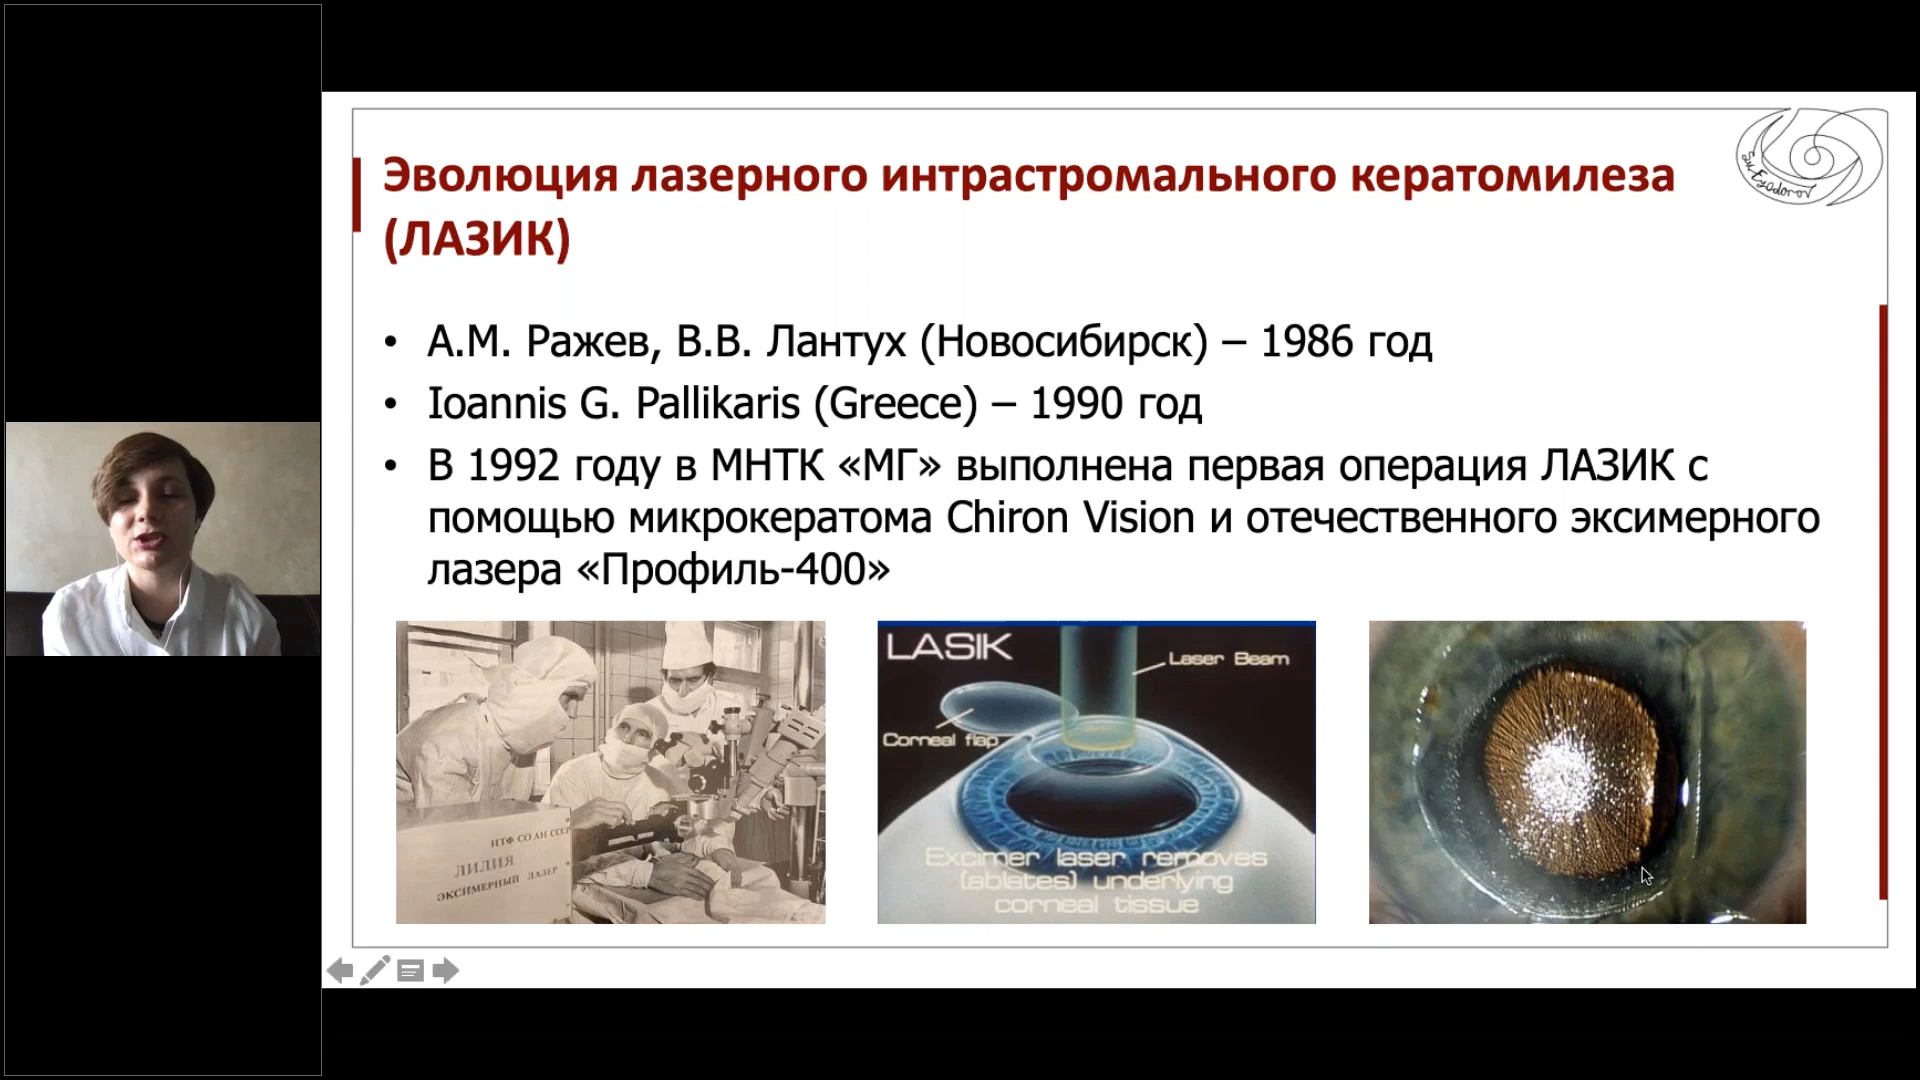 Эволюция лазерного интрастромального кератомилеза
(ЛАЗИК)
• А.М. Ражев, В.В. Лантух (Новосибирск) – 1986 год
• Ioannis G. Pallikaris (Greece) – 1990 год
• В 1992 году в МНТК «МГ» выполнена первая операция ЛАЗИК с
помощью микрокератома Chiron Vision и отечественного эксимерного
лазера «Профиль-400»
ИТФ СО АН СССР
ЛИЛИЯ
ЭКСИМЕРНЫЙ ЛАЗЕР
LASIK
Laser Beam
Corneal flap
Excimer laser removes
(ablates) underlying
corneal tissue